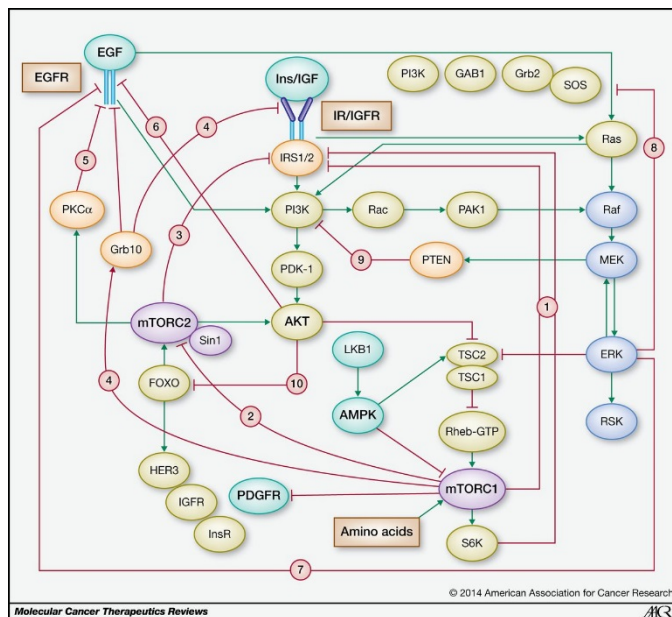 EGF
EGFR
Ins/IGF
IR/IGFR
PI3K
GAB1
Grb2
SOS
6
4
8
5
IRS1/2
Ras
PKCα
Grb10
3
PI3K
Rac
PAK1
Raf
9
PTEN
MEK
PDK-1
1
mTORC2
Sin1
AKT
LKB1
TSC2
TSC1
ERK
4
FOXO
10
AMPK
RSK
2
Rheb-GTP
HER3
IGFR
InsR
PDGFR
mTORC1
Amino acids
S6K
7
© 2014 American Association for Cancer Research
Molecular Cancer Therapeutics Reviews
AACR